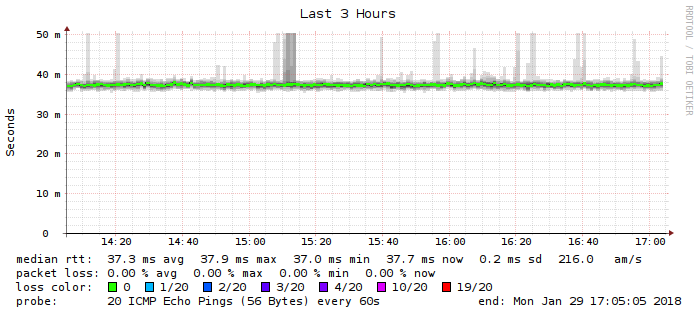 Last 3 Hours
RRDTOOL / TOBI OETIKER
Seconds
50 m
40 m
30 m
20 m
10 m
0
14:20 14:40 15:00 15:20 15:40 16:00 16:20 16:40 17:00
median rtt: 37.3 ms avg 37.9 ms max 37.0 ms min 37.7 ms now 0.2 ms sd 216.0 am/s
packet loss: 0.00 % avg 0.00 % max 0.00 % min 0.00 % now
loss color: 0 1/20 2/20 3/20 4/20 10/20 19/20
probe: 20 ICMP Echo Pings (56 Bytes) every 60s end: Mon Jan 29 17:05:05 2018